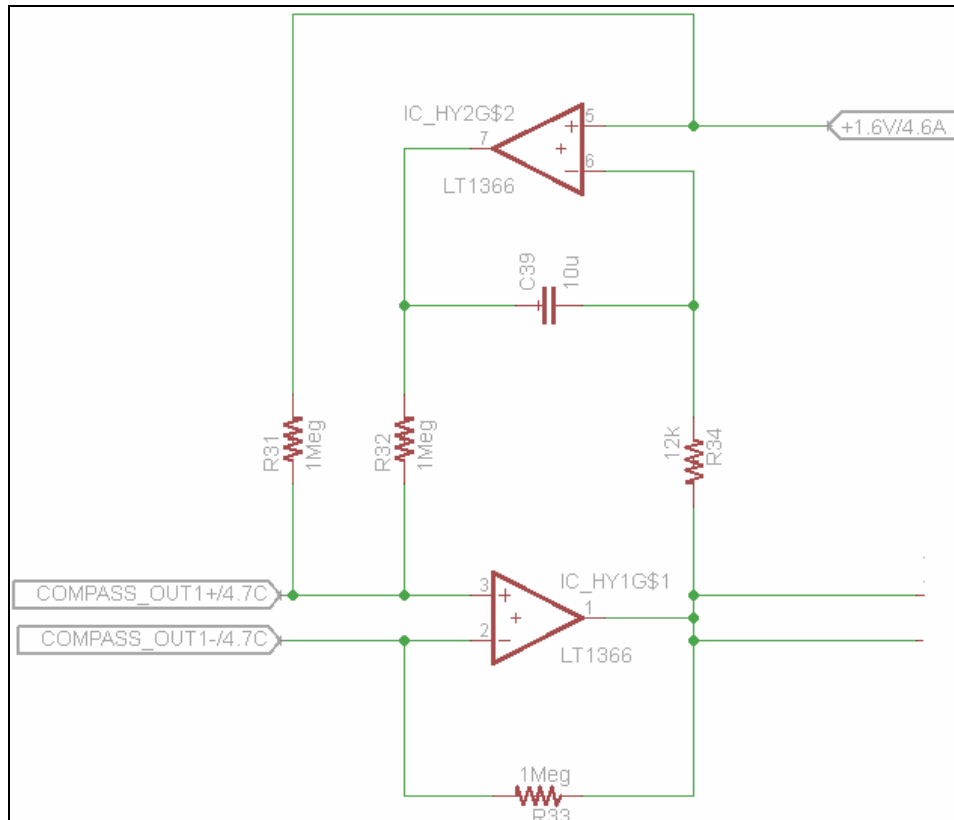 IC_HY2G$2
5
+1.6V/4.6A
7
6
LT1366
C39
10u
R31
1Meg
R32
1Meg
12k
R34
COMPASS_OUT1+/4.7C
3
IC_HY1G$1
1
COMPASS_OUT1-/4.7C
2
LT1366
1Meg
R33